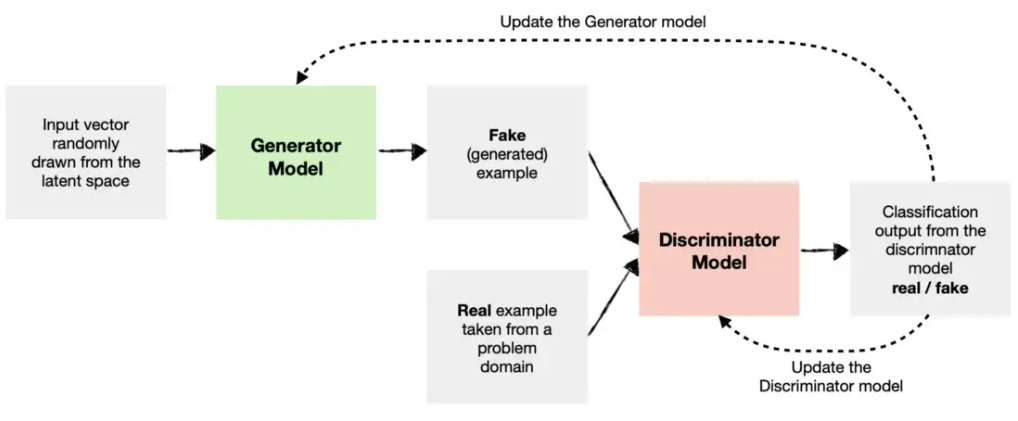 Update the Generator model
Input vector
randomly
drawn from the
latent space
Generator
Model
Fake
(generated)
example
Real example
taken from a
problem
domain
Discriminator
Model
Classification
output from the
discrimnator
model
real / fake
Update the
Discriminator model